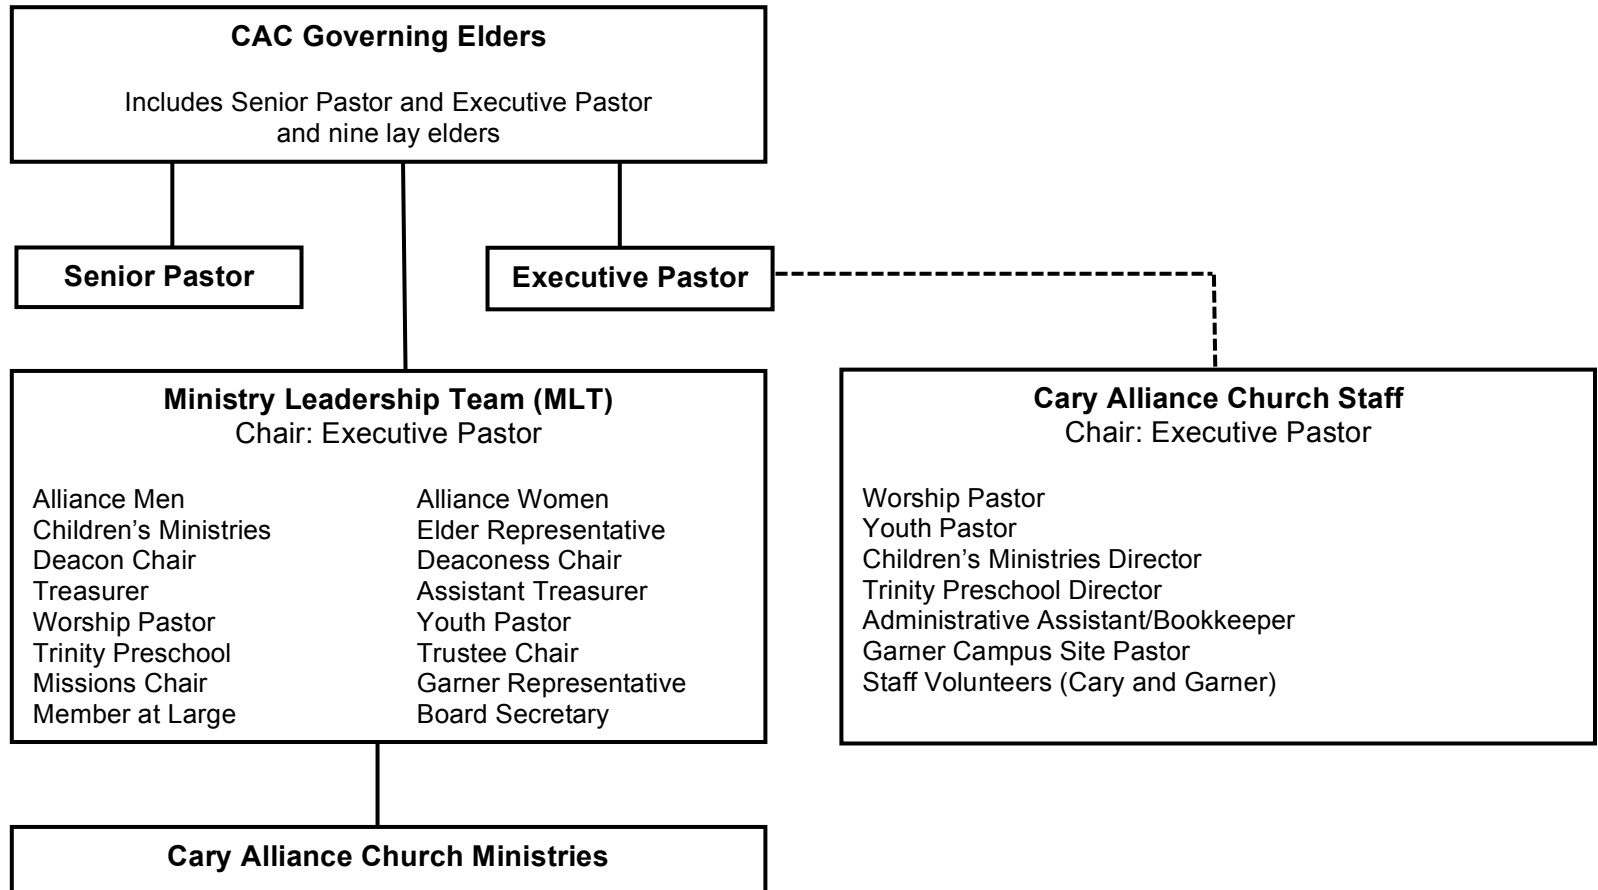 CAC Governing Elders
Includes Senior Pastor and Executive Pastor
and nine lay elders
Senior Pastor
Executive Pastor
Ministry Leadership Team (MLT)
Chair: Executive Pastor
Alliance Men
Children’s Ministries
Deacon Chair
Treasurer
Worship Pastor
Trinity Preschool
Missions Chair
Member at Large
Alliance Women
Elder Representative
Deaconess Chair
Assistant Treasurer
Youth Pastor
Trustee Chair
Garner Representative
Board Secretary
Cary Alliance Church Staff
Chair: Executive Pastor
Worship Pastor
Youth Pastor
Children’s Ministries Director
Trinity Preschool Director
Administrative Assistant/Bookkeeper
Garner Campus Site Pastor
Staff Volunteers (Cary and Garner)
Cary Alliance Church Ministries